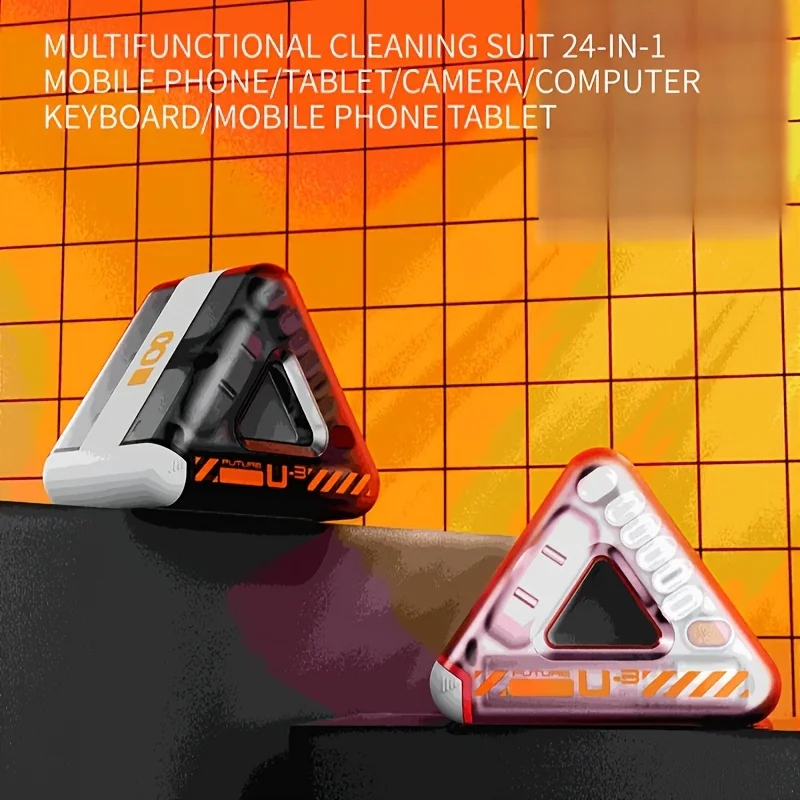 MULTIFUNCTIONAL CLEANING SUIT 24-IN-1
MOBILE PHONE/TABLET/CAMERA/COMPUTER
KEYBOARD/MOBILE PHONE TABLET
8
FUTURE U-3
FUTURE U-3